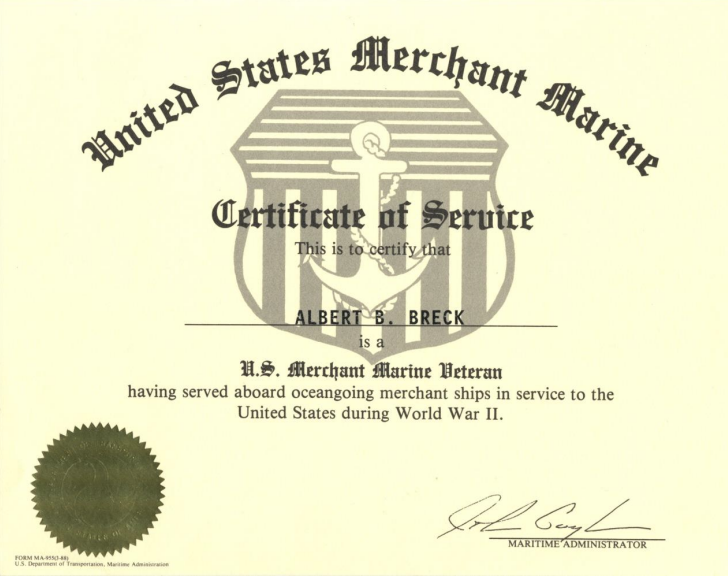 United States Merchant Marine
Certificate of Service
This is to certify that
ALBERT B. BRECK
is a
U.S. Merchant Marine Veteran
having served aboard oceangoing merchant ships in service to the
United States during World War II.
MARITIME ADMINISTRATOR
FORM MA-955(3-88)
U.S. Department of Transportation, Maritime Administration